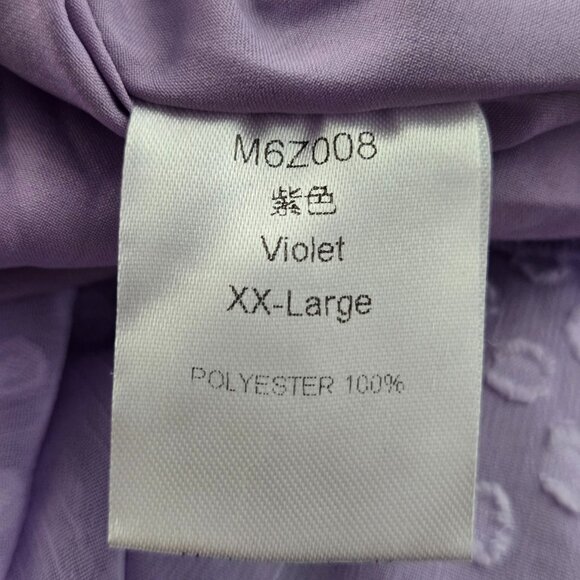 M6Z008
紫色
Violet
XX-Large
POLYESTER 100%